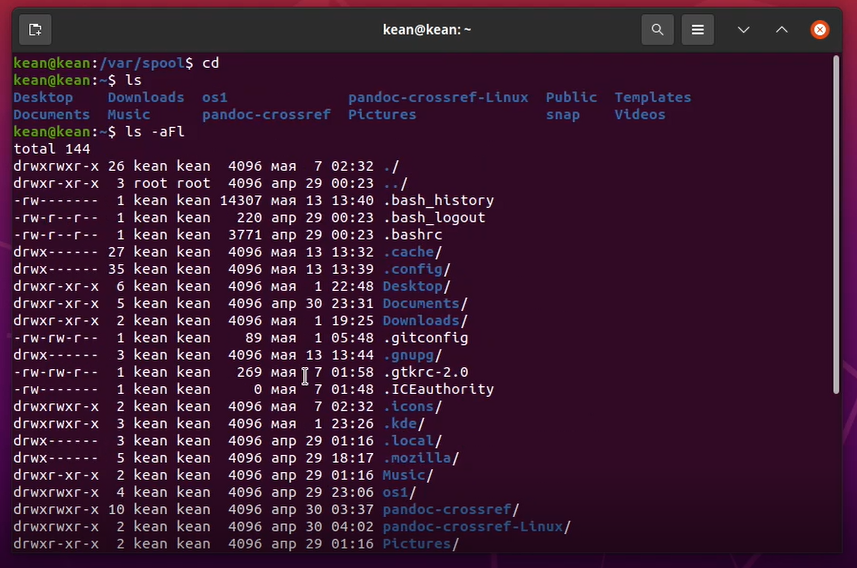 kean@kean: ~
kean@kean:/var/spool$ cd
kean@kean:~$ ls
Desktop Downloads os1 pandoc-crossref-Linux Public Templates
Documents Music pandoc-crossref Pictures snap Videos
kean@kean:~$ ls -aFl
total 144
drwxrwxr-x 26 kean kean 4096 мая 7 02:32 ./
drwxr-xr-x 3 root root 4096 апр 29 00:23 ../
-rw------- 1 kean kean 14307 мая 13 13:40 .bash_history
-rw-r--r-- 1 kean kean 220 апр 29 00:23 .bash_logout
-rw-r--r-- 1 kean kean 3771 апр 29 00:23 .bashrc
drwx------ 27 kean kean 4096 мая 13 13:32 .cache/
drwx------ 35 kean kean 4096 мая 13 13:39 .config/
drwxr-xr-x 6 kean kean 4096 мая 1 22:48 Desktop/
drwxr-xr-x 5 kean kean 4096 апр 30 23:31 Documents/
drwxr-xr-x 2 kean kean 4096 мая 1 19:25 Downloads/
-rw-rw-r-- 1 kean kean 89 мая 1 05:48 .gitconfig
drwx------ 3 kean kean 4096 мая 13 13:44 .gnupg/
-rw-rw-r-- 1 kean kean 269 мая 7 01:58 .gtkrc-2.0
-rw------- 1 kean kean 0 мая 7 01:48 .ICEauthority
drwxrwxr-x 2 kean kean 4096 мая 7 02:32 .icons/
drwxrwxr-x 3 kean kean 4096 мая 1 23:26 .kde/
drwx------ 3 kean kean 4096 апр 29 01:16 .local/
drwx------ 5 kean kean 4096 апр 29 18:17 .mozilla/
drwxr-xr-x 2 kean kean 4096 апр 29 01:16 Music/
drwxrwxr-x 4 kean kean 4096 апр 29 23:06 os1/
drwxrwxr-x 10 kean kean 4096 апр 30 03:37 pandoc-crossref/
drwxrwxr-x 2 kean kean 4096 апр 30 04:02 pandoc-crossref-Linux/
drwxr-xr-x 2 kean kean 4096 апр 29 01:16 Pictures/